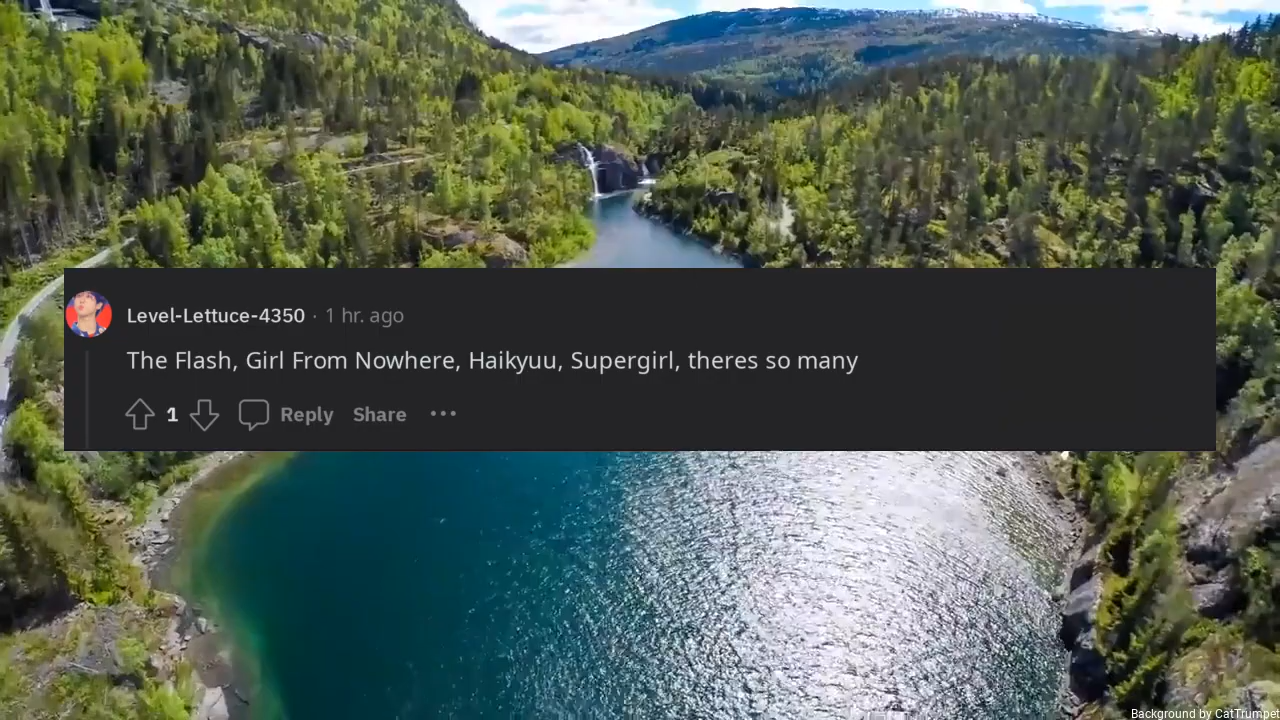 Level-Lettuce-4350 · 1 hr. ago
The Flash, Girl From Nowhere, Haikyuu, Supergirl, theres so many
1 Reply Share ···
Background by CatTrumpet